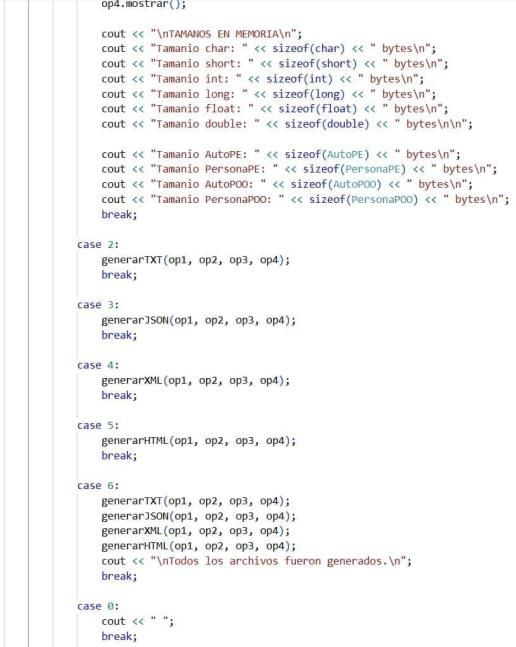 op4.mostrar();
cout << "\nTAMANOS EN MEMORIA\n";
cout << "Tamanio char: " << sizeof(char) << " bytes\n";
cout << "Tamanio short: " << sizeof(short) << " bytes\n";
cout << "Tamanio int: " << sizeof(int) << " bytes\n";
cout << "Tamanio long: " << sizeof(long) << " bytes\n";
cout << "Tamanio float: " << sizeof(float) << " bytes\n";
cout << "Tamanio double: " << sizeof(double) << " bytes\n\n";
cout << "Tamanio AutoPE: " << sizeof(AutoPE) << " bytes\n";
cout << "Tamanio PersonaPE: " << sizeof(PersonaPE) << " bytes\n";
cout << "Tamanio AutoPOO: " << sizeof(AutoPOO) << " bytes\n";
cout << "Tamanio PersonaPOO: " << sizeof(PersonaPOO) << " bytes\n";
break;
case 2:
generarTXT(op1, op2, op3, op4);
break;
case 3:
generarJSON(op1, op2, op3, op4);
break;
case 4:
generarXML(op1, op2, op3, op4);
break;
case 5:
generarHTML(op1, op2, op3, op4);
break;
case 6:
generarTXT(op1, op2, op3, op4);
generarJSON(op1, op2, op3, op4);
generarXML(op1, op2, op3, op4);
generarHTML(op1, op2, op3, op4);
cout << "\nTodos los archivos fueron generados.\n";
break;
case 0:
cout << " ";
break;